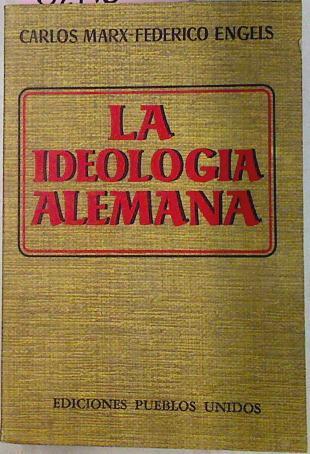 CARLOS MARX-FEDERICO ENGELS
LA
IDEOLOGIA
ALEMANA
EDICIONES PUEBLOS UNIDOS